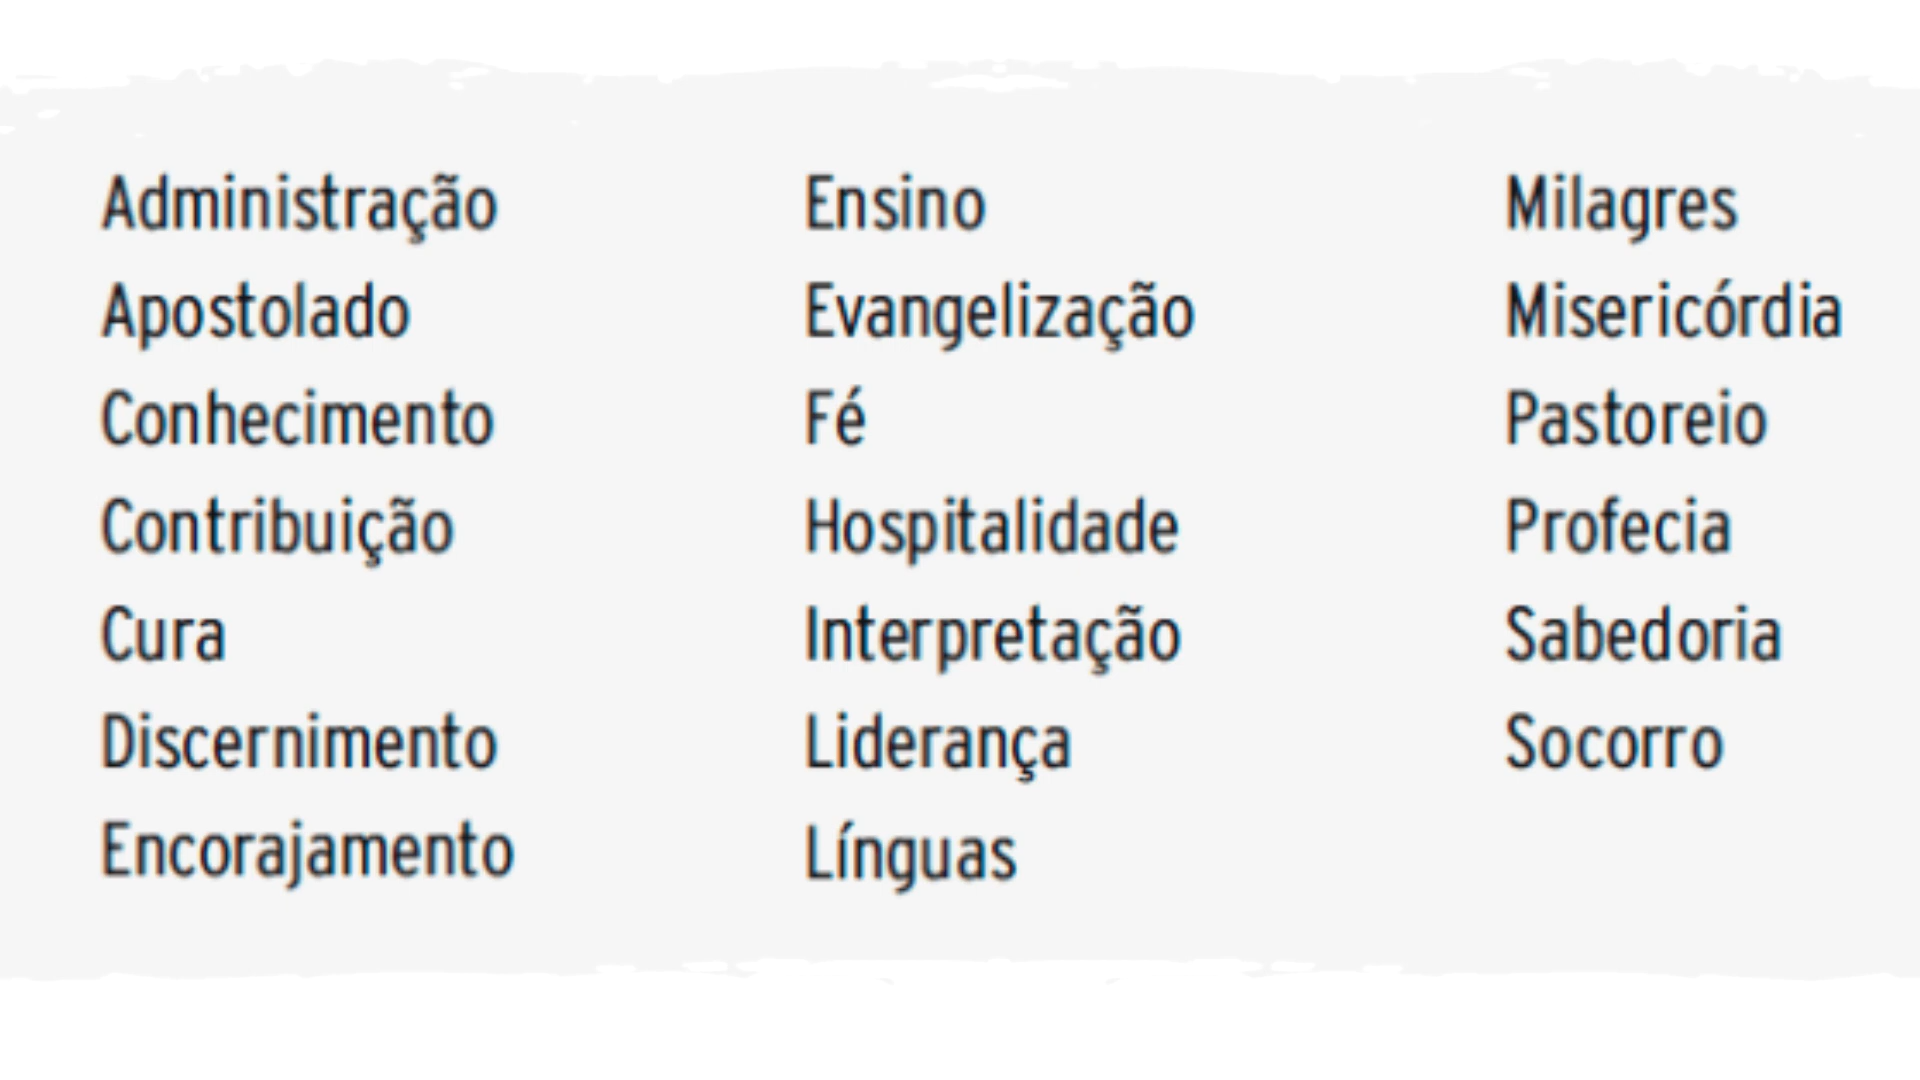 Administração
Apostolado
Conhecimento
Contribuição
Cura
Discernimento
Encorajamento
Ensino
Evangelização
Fé
Hospitalidade
Interpretação
Liderança
Línguas
Milagres
Misericórdia
Pastoreio
Profecia
Sabedoria
Socorro